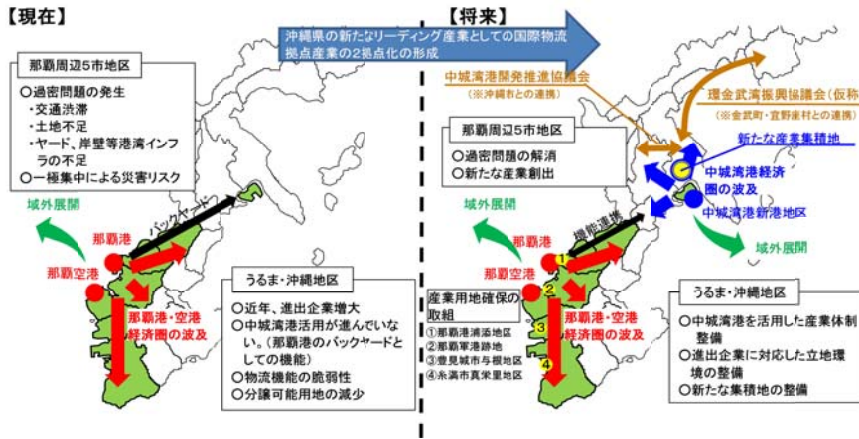 【現在】
【将来】
沖縄県の新たなリーディング産業としての国際物流
拠点産業の2拠点化の形成
那覇周辺5市地区
○過密問題の発生
・交通渋滞
・土地不足
・ヤード、岸壁等港湾インフ
ラの不足
○一極集中による災害リスク
域外展開
バックヤード
那覇港
那覇空港
那覇港・空港
経済圏の波及
うるま・沖縄地区
○近年、進出企業増大
○中城湾港活用が進んでいな
い。(那覇港のバックヤードと
しての機能)
○物流機能の脆弱性
○分譲可能用地の減少
中城湾港開発推進協議会
(※沖縄市との連携)
環金武湾振興協議会(仮称
(※金武町・宜野座村との連携)
那覇周辺5市地区
○過密問題の解消
○新たな産業創出
新たな産業集積地
中城湾港経済
圏の波及
中城湾港新港地区
域外展開
域外展開
機能連携
那覇港
那覇空港
1
2
3
4
産業用地確保の
取組
①那覇港浦添地区
②那覇軍港跡地
③豊見城市与根地区
④糸満市真栄里地区
那覇港・空港
経済圏の波及
うるま・沖縄地区
○中城湾港を活用した産業体制
整備
○進出企業に対応した立地環
境の整備
○新たな集積地の整備